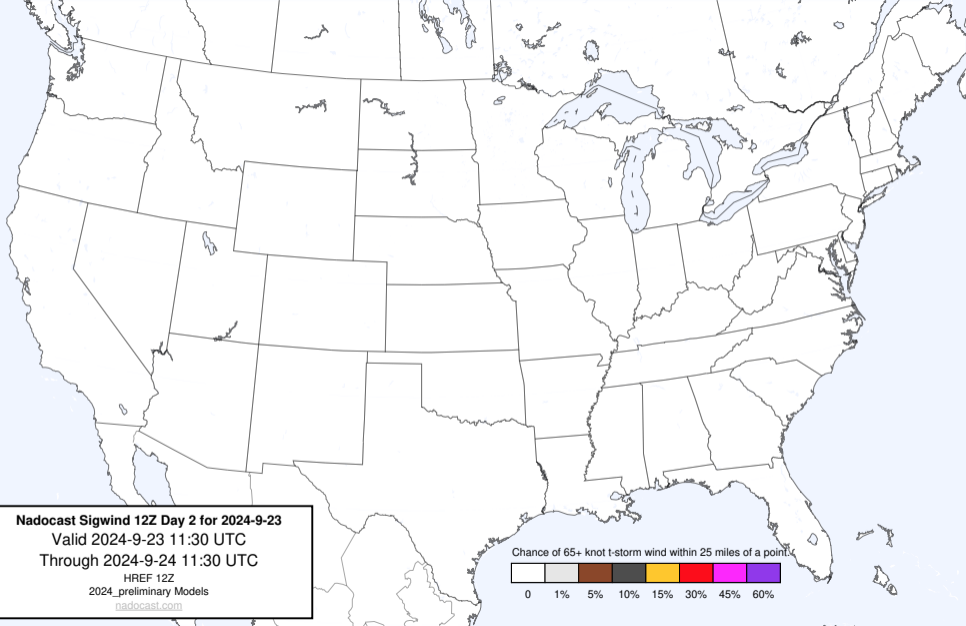 Nadocast Sigwind 12Z Day 2 for 2024-9-23
Valid 2024-9-23 11:30 UTC
Through 2024-9-24 11:30 UTC
HREF 12Z
2024_preliminary Models
nadocast.com
Chance of 65+ knot t-storm wind within 25 miles of a point.
0 1% 5% 10% 15% 30% 45% 60%